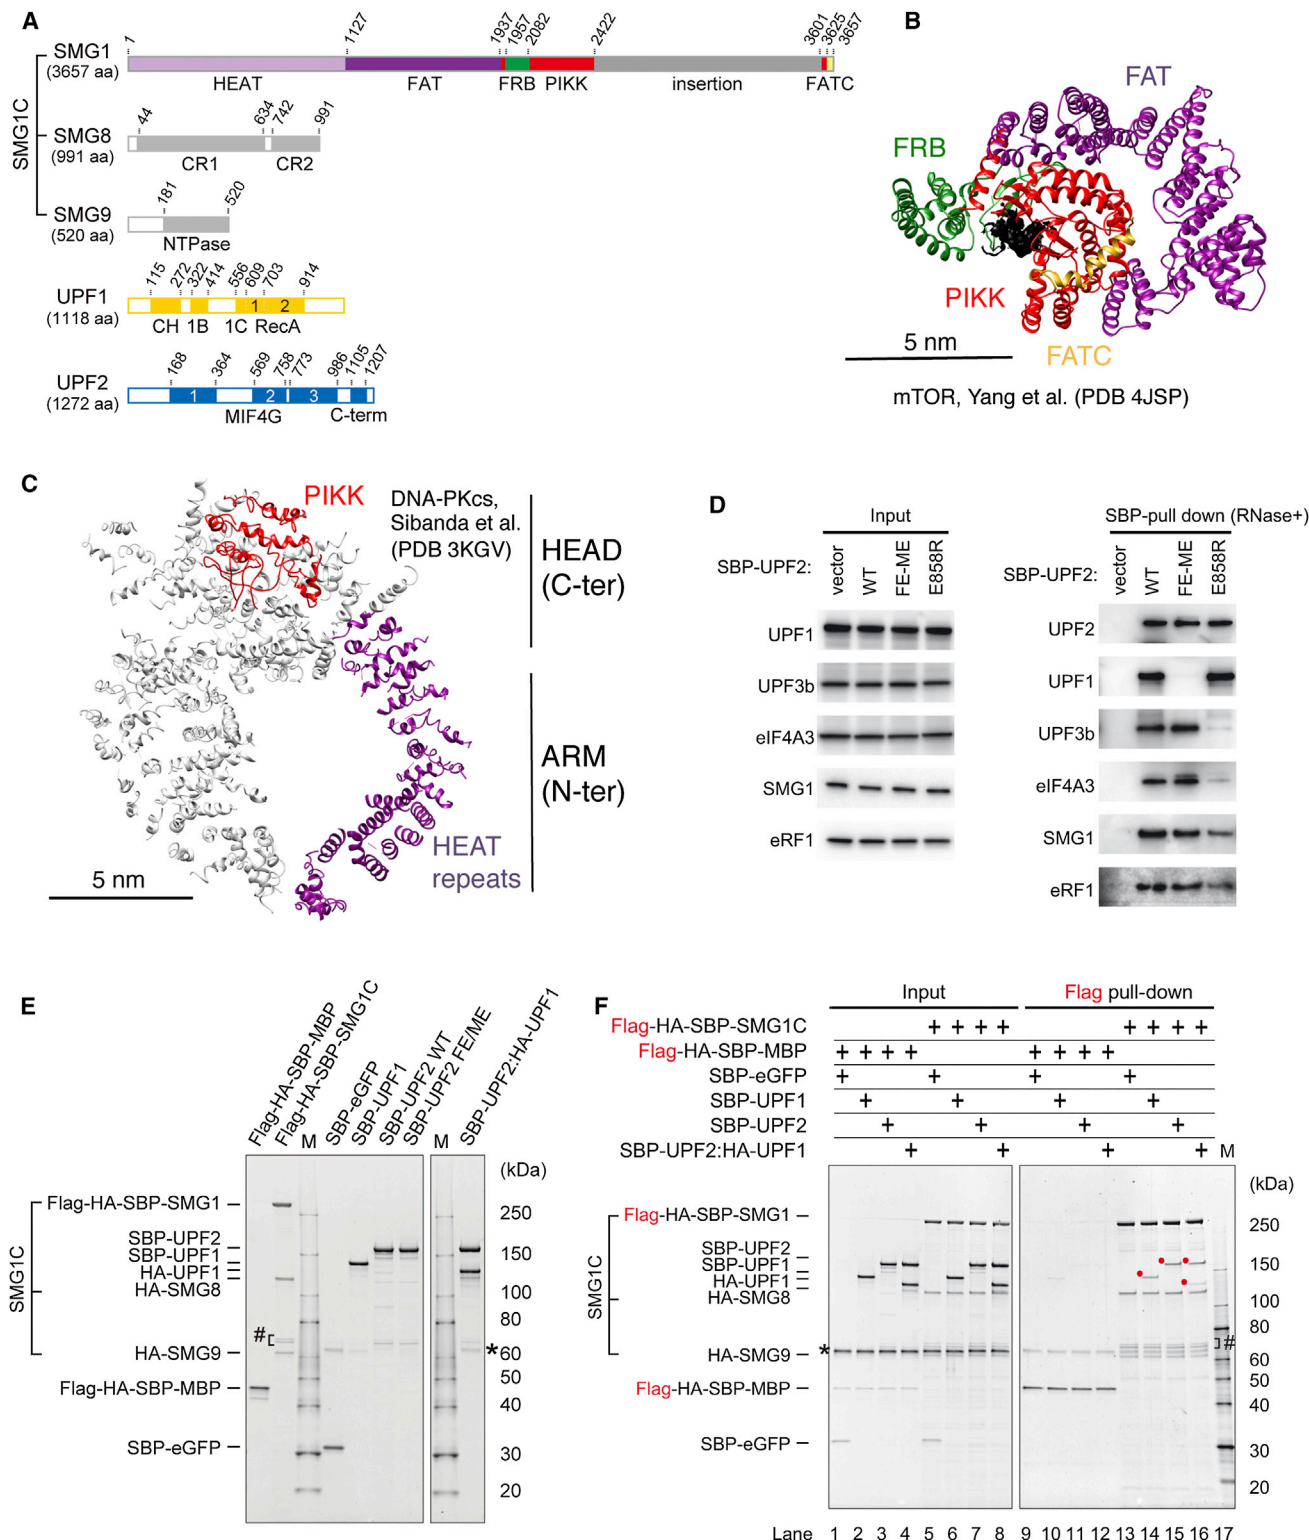 A
SMG1C
SMG1
(3657 aa)
1
1127
1937
1957
2082
2422
3601
3625
3657
HEAT
FAT
FRB
PIKK
insertion
FATC
SMG8
(991 aa)
44
634
742
991
CR1
CR2
SMG9
(520 aa)
181
520
NTPase
UPF1
(1118 aa)
115
272
322
414
556
609
703
914
1
2
CH
1B
1C
RecA
UPF2
(1272 aa)
168
364
569
758
773
986
1105
1207
1
2
3
MIF4G
C-term
B
FAT
FRB
PIKK
FATC
5 nm
mTOR, Yang et al. (PDB 4JSP)
C
PIKK
DNA-PKcs,
Sibanda et al.
(PDB 3KGV)
HEAD
(C-ter)
ARM
(N-ter)
HEAT
repeats
5 nm
D
Input
SBP-UPF2:
vector
WT
FE-ME
E858R
UPF1
UPF3b
eIF4A3
SMG1
eRF1
SBP-pull down (RNase+)
SBP-UPF2:
vector
WT
FE-ME
E858R
UPF2
UPF1
UPF3b
eIF4A3
SMG1
eRF1
E
Flag-HA-SBP-MBP
Flag-HA-SBP-SMG1C
M
SBP-eGFP
SBP-UPF1
SBP-UPF2 WT
SBP-UPF2 FE/ME
M
SBP-UPF2:HA-UPF1
(kDa)
SMG1C
Flag-HA-SBP-SMG1
SBP-UPF2
SBP-UPF1
HA-UPF1
HA-SMG8
#
HA-SMG9
*
Flag-HA-SBP-MBP
SBP-eGFP
250
150
100
80
60
50
40
30
20
F
Input
Flag pull-down
Flag-HA-SBP-SMG1C + + + + + + + +
Flag-HA-SBP-MBP + + + + + + + +
SBP-eGFP + + + +
SBP-UPF1 + + + +
SBP-UPF2 + + + +
SBP-UPF2:HA-UPF1 + + + + M
(kDa)
SMG1C
Flag-HA-SBP-SMG1
SBP-UPF2
SBP-UPF1
HA-UPF1
HA-SMG8
HA-SMG9
*
Flag-HA-SBP-MBP
SBP-eGFP
250
150
100
80
#
60
50
40
30
20
Lane 1 2 3 4 5 6 7 8 9 10 11 12 13 14 15 16 17